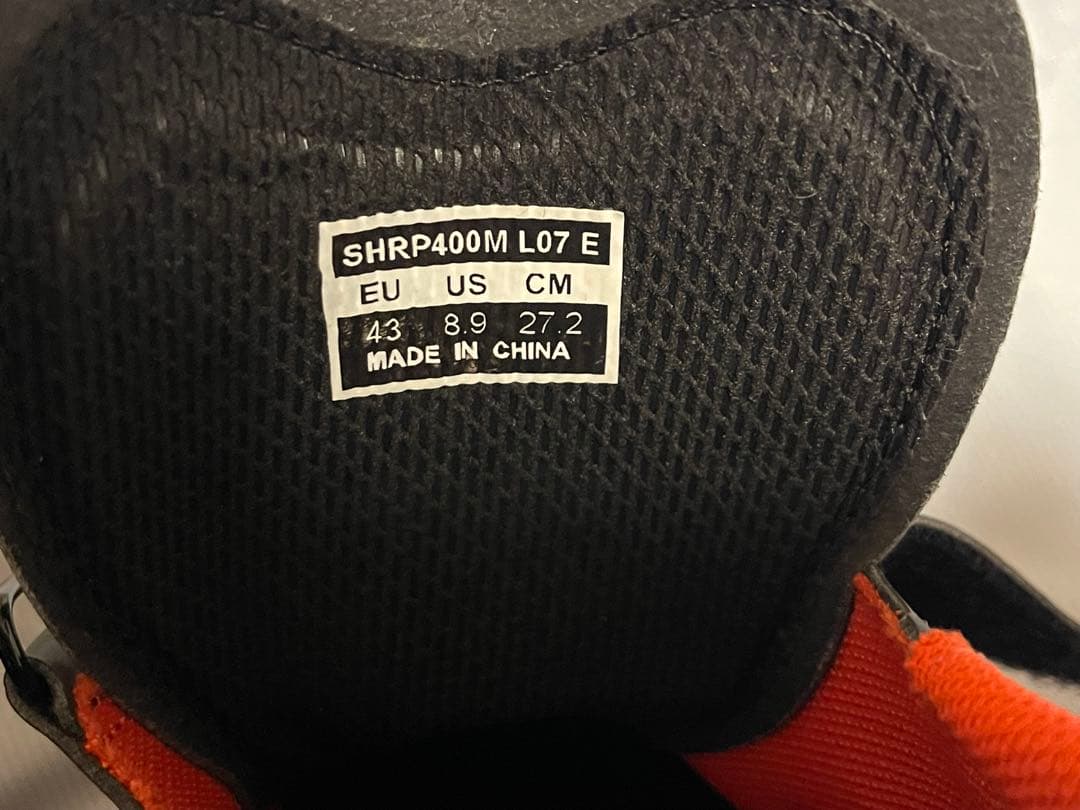 SHRP400M L07 E
EU US CM
43 8.9 27.2
MADE IN CHINA